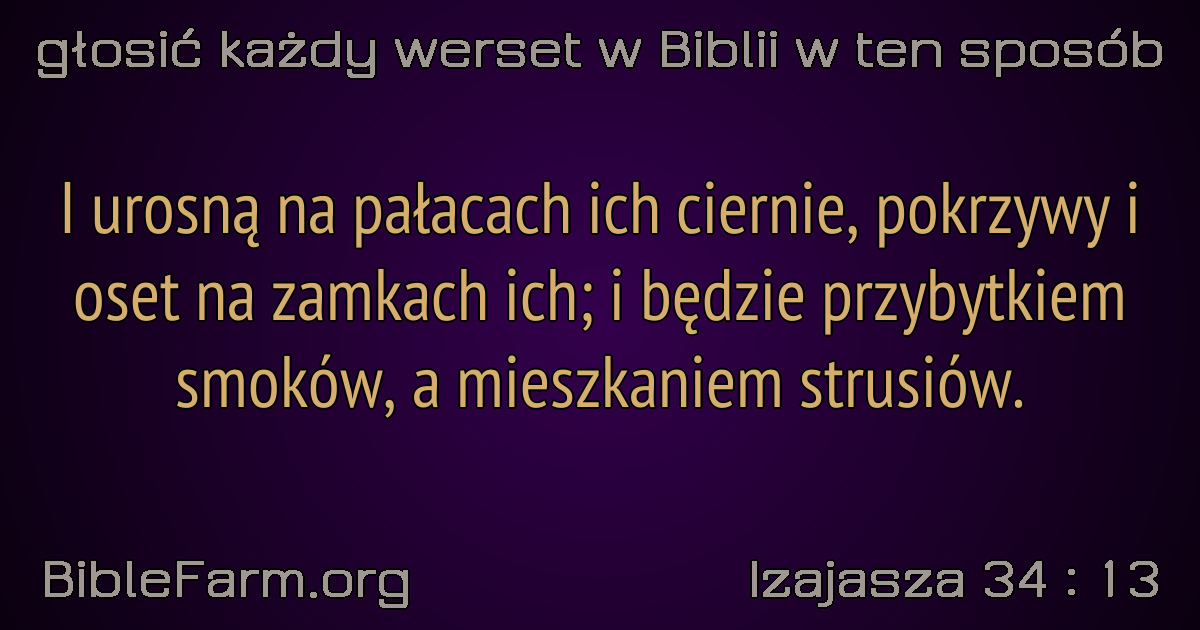 głosić każdy werset w Biblii w ten sposób
I urosną na pałacach ich ciernie, pokrzywy i
oset na zamkach ich; i będzie przybytkiem
smoków, a mieszkaniem strusiów.
BibleFarm.org
Izajasza 34 : 13